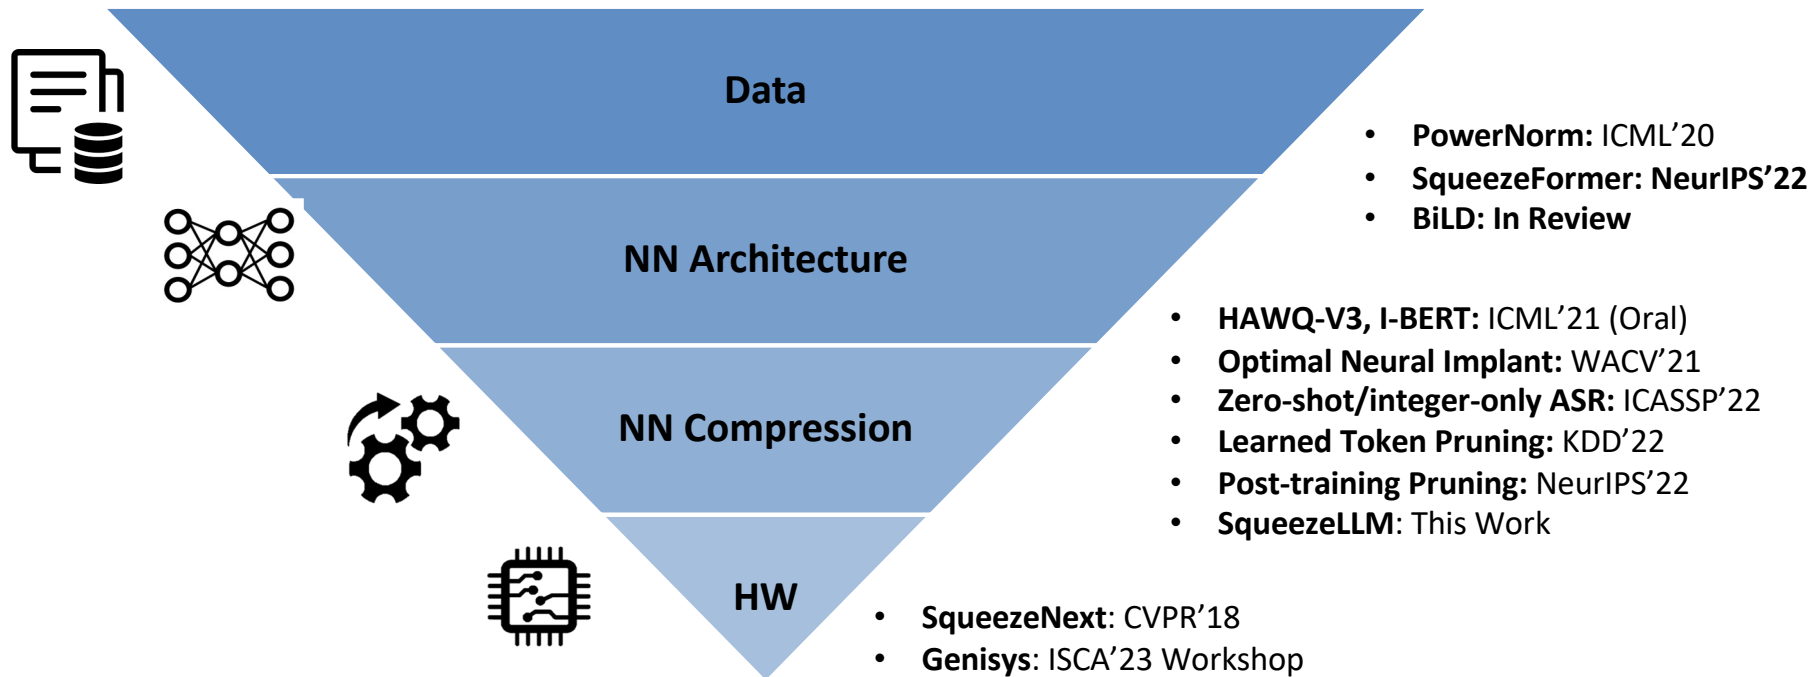 Data
• PowerNorm: ICML’20
• SqueezeFormer: NeurIPS’22
• BiLD: In Review
NN Architecture
• HAWQ-V3, I-BERT: ICML’21 (Oral)
• Optimal Neural Implant: WACV’21
• Zero-shot/integer-only ASR: ICASSP’22
• Learned Token Pruning: KDD’22
• Post-training Pruning: NeurIPS’22
• SqueezeLLM: This Work
NN Compression
HW
• SqueezeNext: CVPR’18
• Genisys: ISCA’23 Workshop